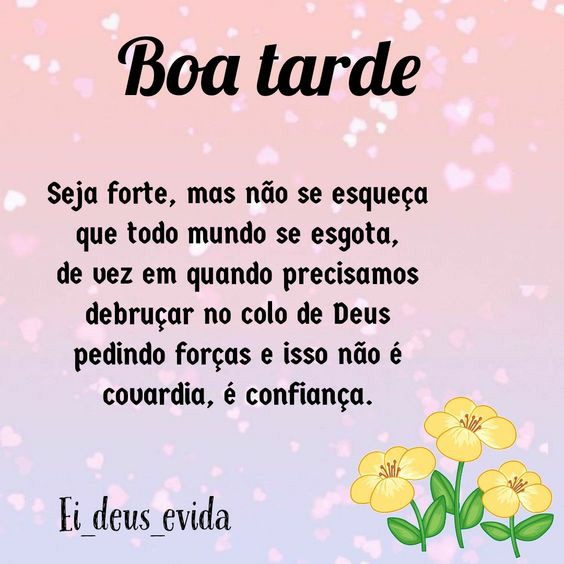 Boa tarde
Seja forte, mas não se esqueça
que todo mundo se esgota,
de vez em quando precisamos
debruçar no colo de Deus
pedindo forças e isso não é
covardia, é confiança.
Ei_deus_evida